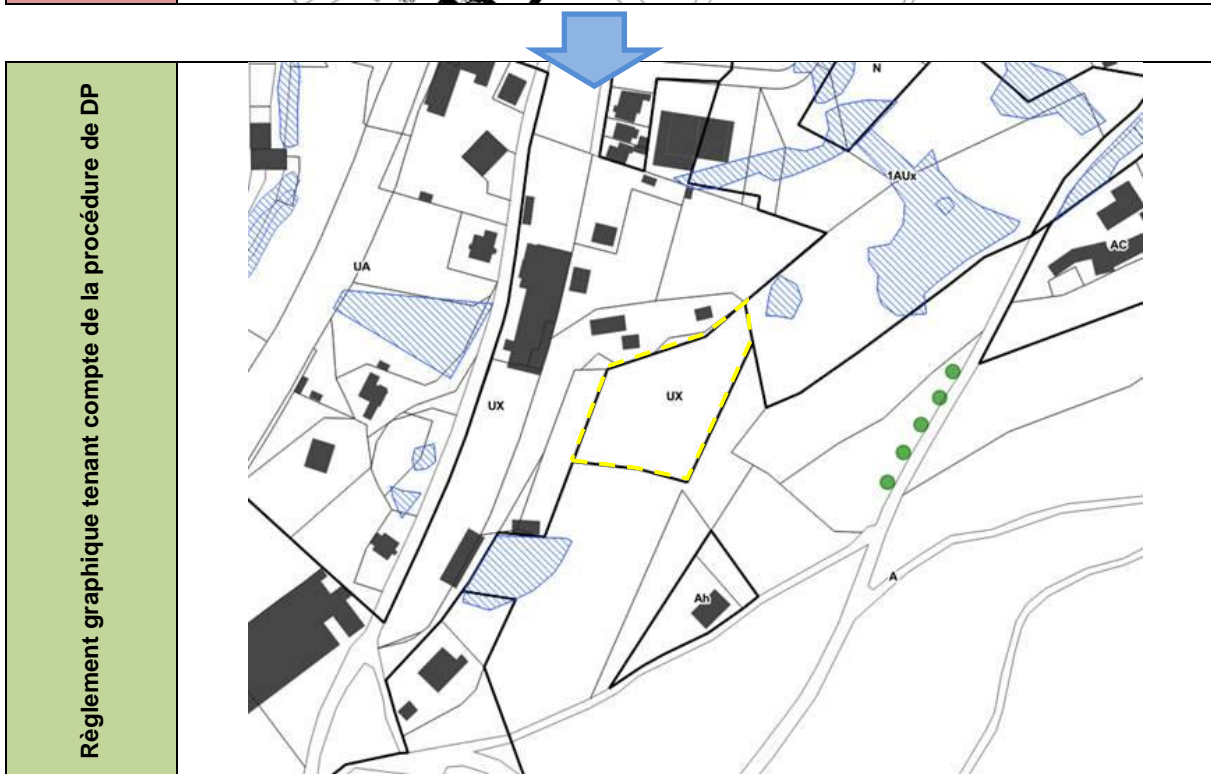 Règlement graphique tenant compte de la procédure de DP
N
1AUx
AC
UA
UX
UX
A
Ah